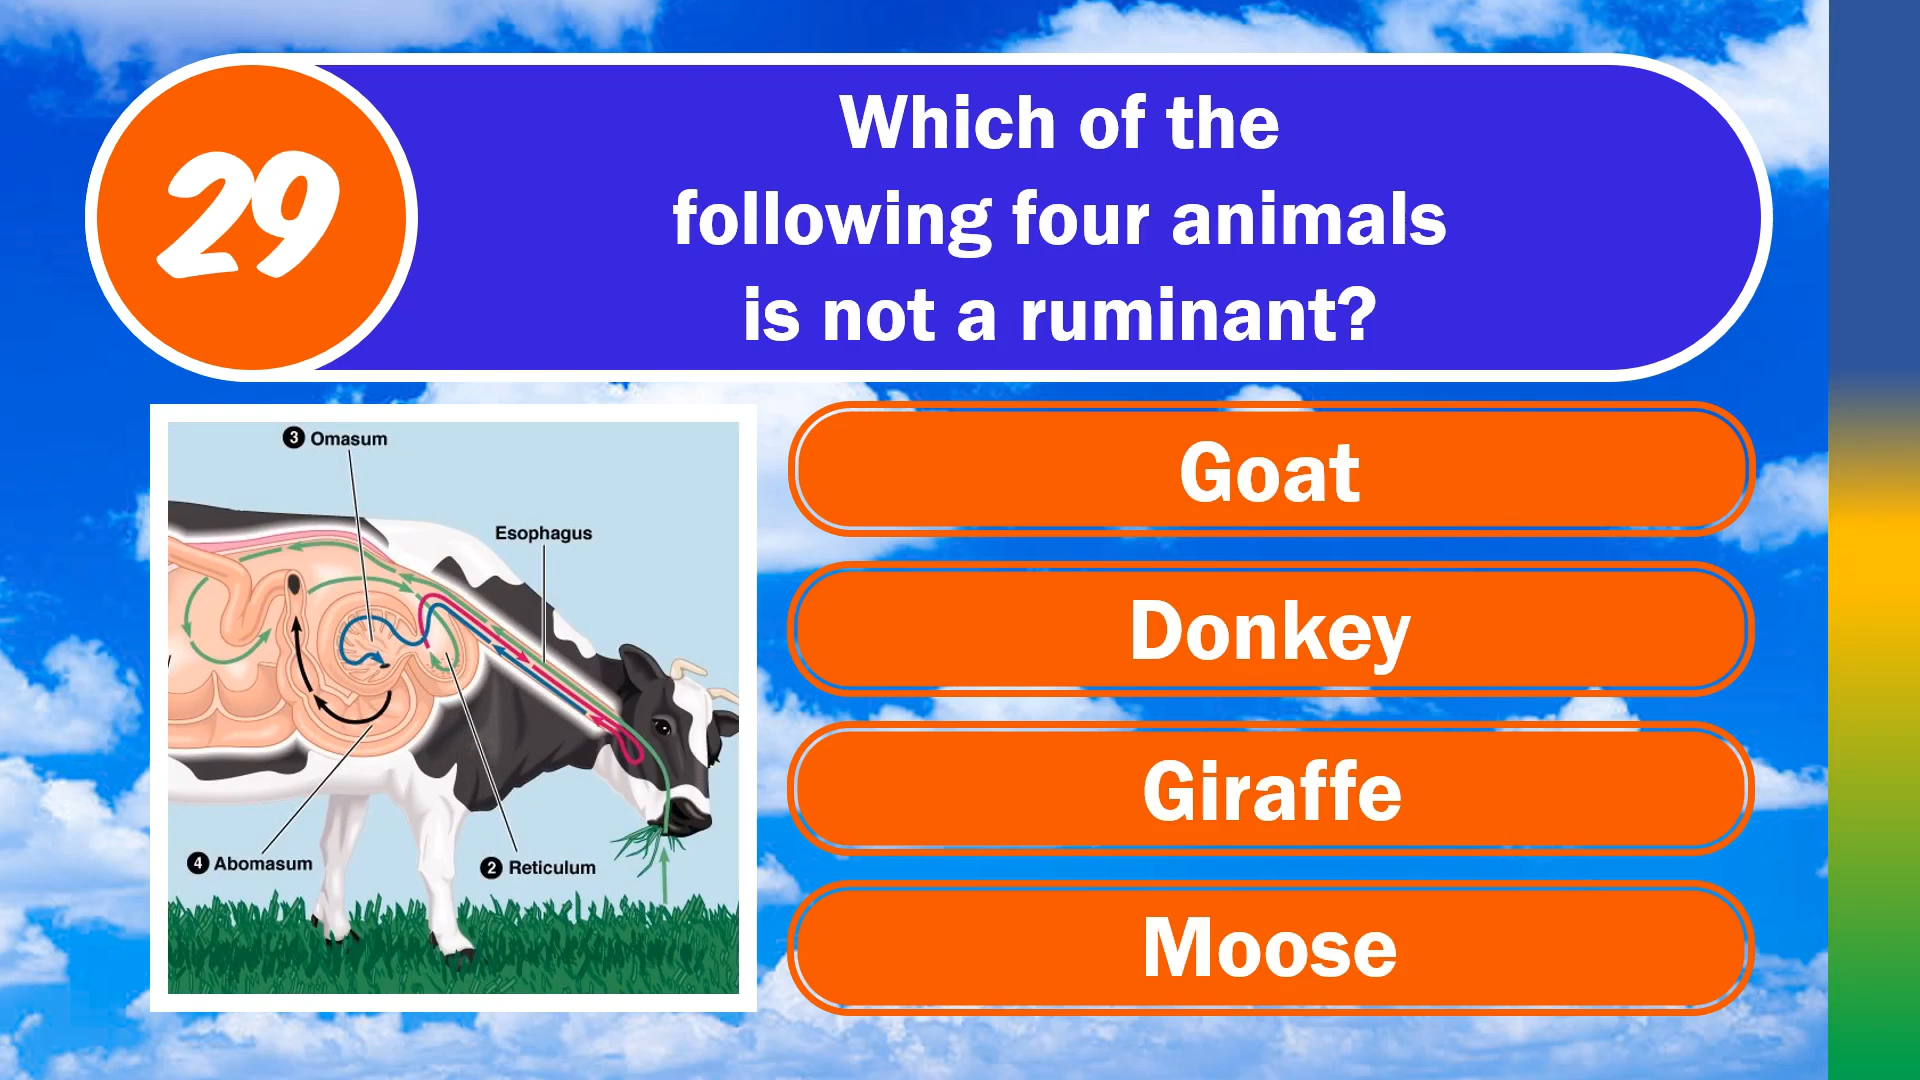 29
Which of the
following four animals
is not a ruminant?
3 Omasum
Esophagus
4 Abomasum
2 Reticulum
Goat
Donkey
Giraffe
Moose